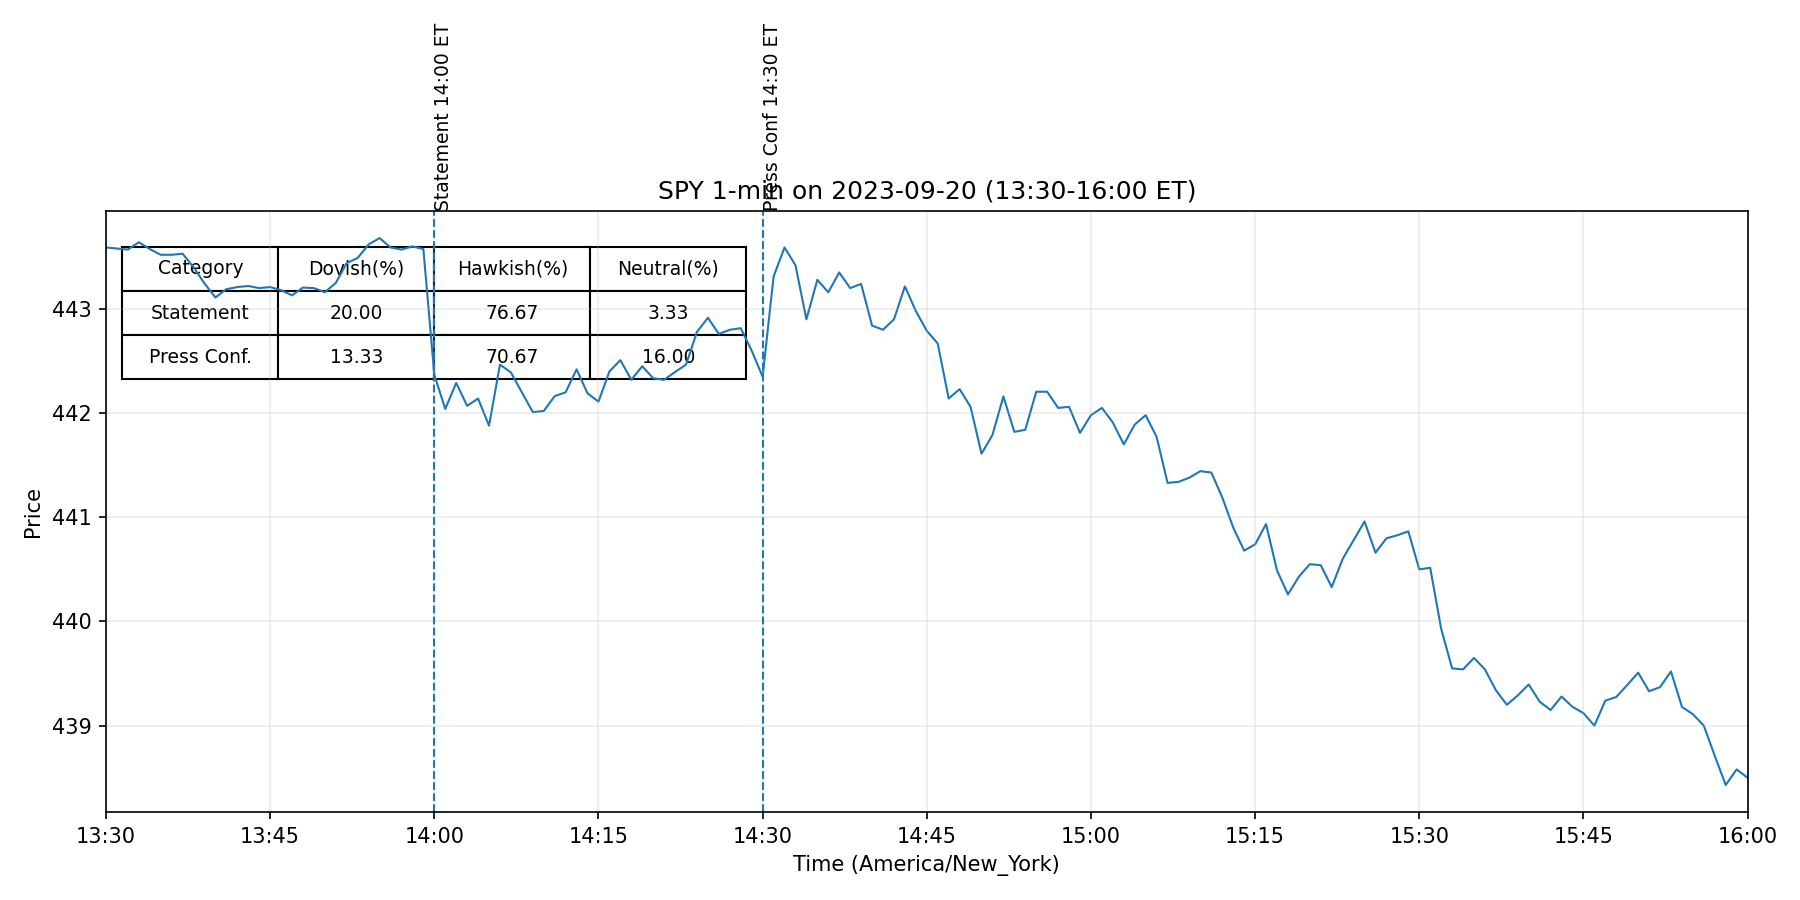 Statement 14:00 ET
Press Conf 14:30 ET
SPY 1-min on 2023-09-20 (13:30-16:00 ET)
Category Dovish(%) Hawkish(%) Neutral(%)
Statement 20.00 76.67 3.33
Press Conf. 13.33 70.67 16.00
Price
443
442
441
440
439
13:30 13:45 14:00 14:15 14:30 14:45 15:00 15:15 15:30 15:45 16:00
Time (America/New_York)